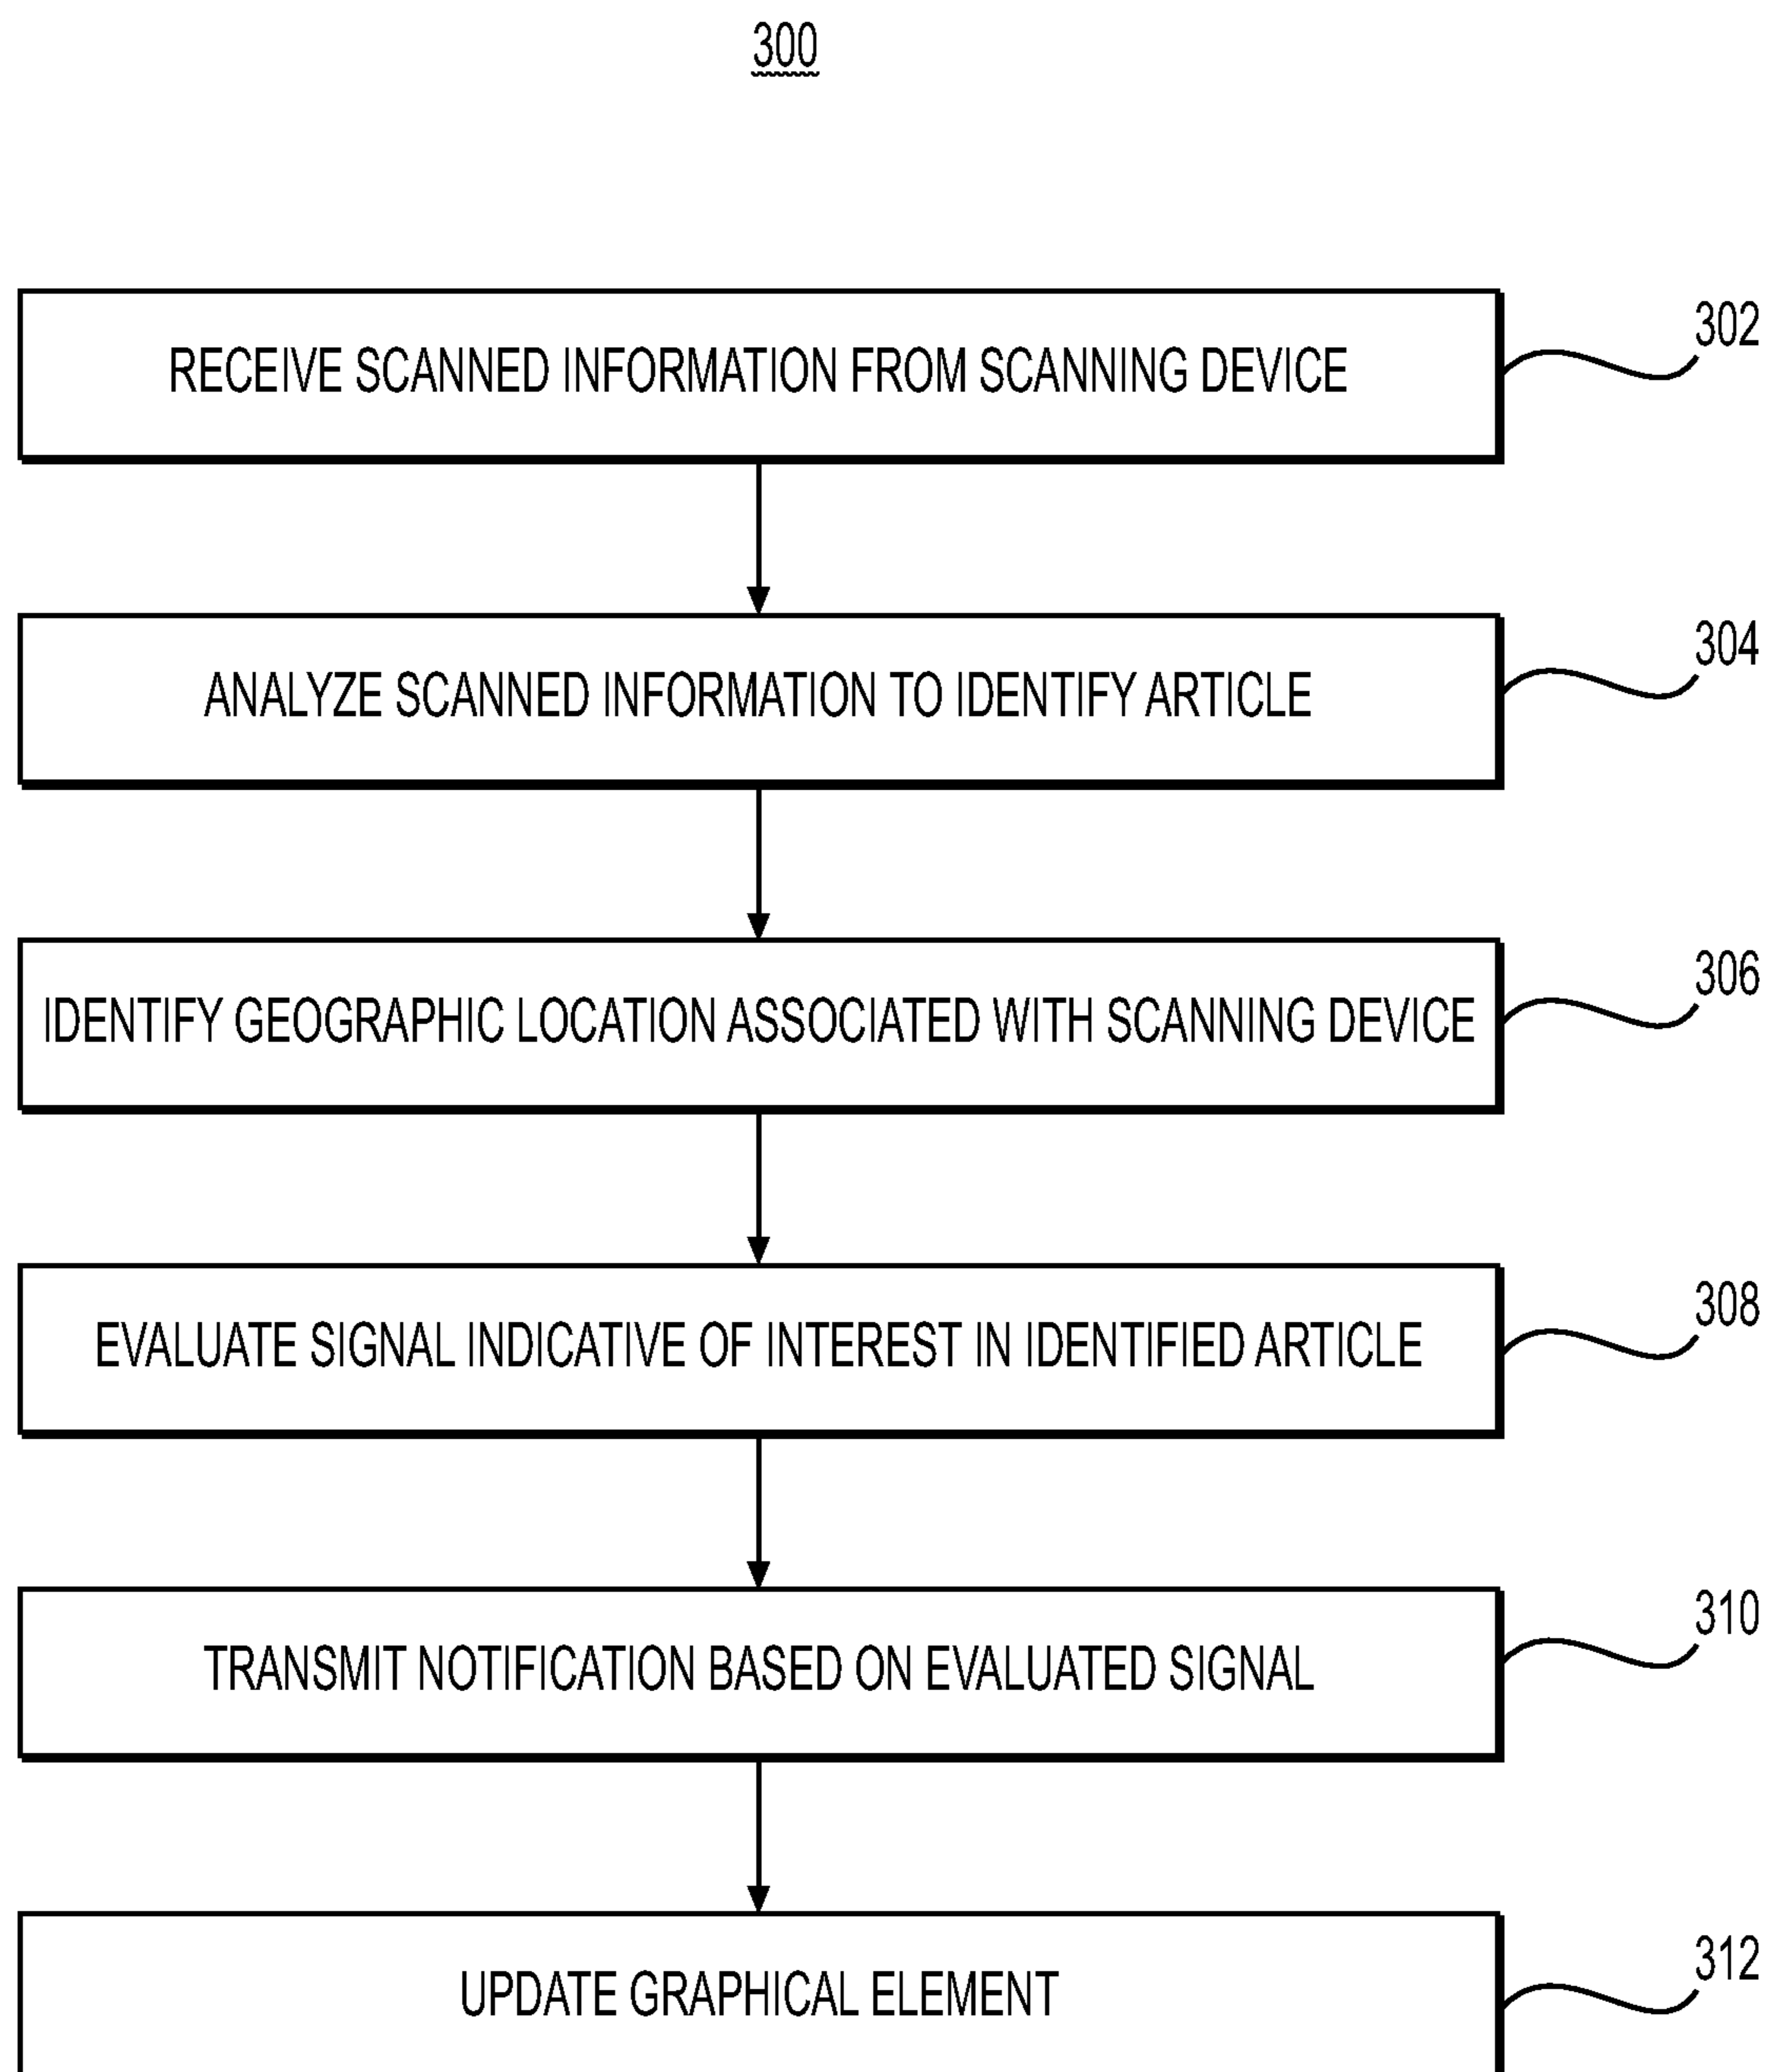 300
RECEIVE SCANNED INFORMATION FROM SCANNING DEVICE
302
ANALYZE SCANNED INFORMATION TO IDENTIFY ARTICLE
304
IDENTIFY GEOGRAPHIC LOCATION ASSOCIATED WITH SCANNING DEVICE
306
EVALUATE SIGNAL INDICATIVE OF INTEREST IN IDENTIFIED ARTICLE
308
TRANSMIT NOTIFICATION BASED ON EVALUATED SIGNAL
310
UPDATE GRAPHICAL ELEMENT
312